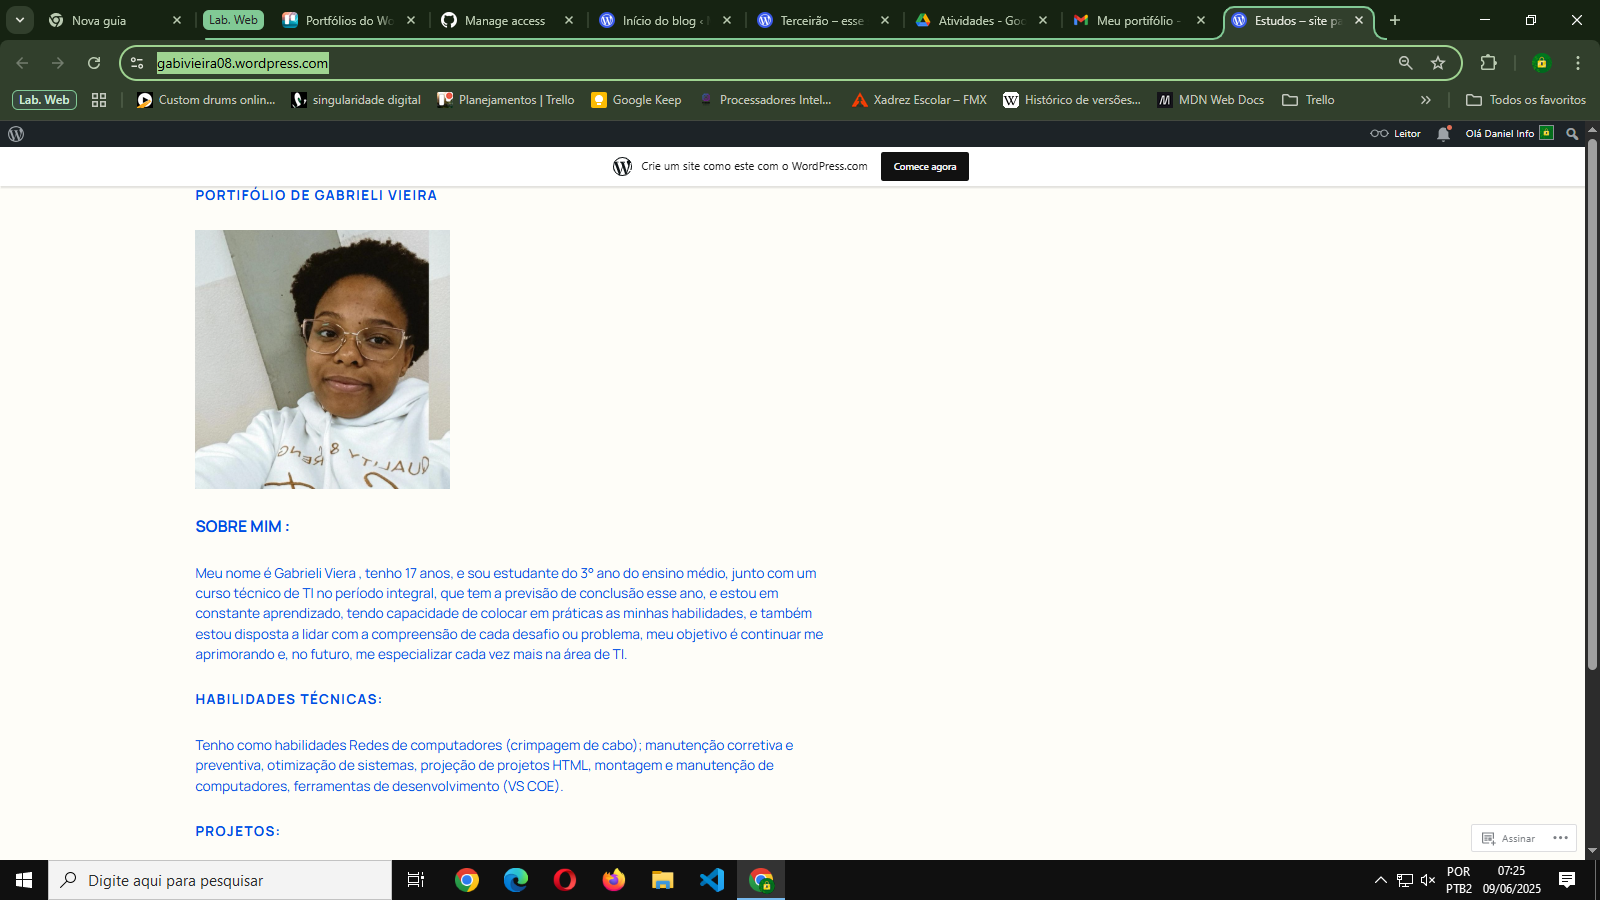 Nova guia
Lab. Web
Portfólios do Wo
Manage access
Início do blog ‹
Terceirão – esse
Atividades - Goo
Meu portifólio -
Estudos – site pa
gabivieira08.wordpress.com
Lab. Web
Custom drums onlin...
singularidade digital
Planejamentos | Trello
Google Keep
Processadores Intel...
Xadrez Escolar – FMX
Histórico de versões...
MDN Web Docs
Trello
Todos os favoritos
Leitor
Olá Daniel Info
Crie um site como este com o WordPress.com
Comece agora
PORTIFÓLIO DE GABRIELI VIEIRA
SOBRE MIM :
Meu nome é Gabrieli Viera , tenho 17 anos, e sou estudante do 3° ano do ensino médio, junto com um
curso técnico de TI no período integral, que tem a previsão de conclusão esse ano, e estou em
constante aprendizado, tendo capacidade de colocar em práticas as minhas habilidades, e também
estou disposta a lidar com a compreensão de cada desafio ou problema, meu objetivo é continuar me
aprimorando e, no futuro, me especializar cada vez mais na área de TI.
HABILIDADES TÉCNICAS:
Tenho como habilidades Redes de computadores (crimpagem de cabo); manutenção corretiva e
preventiva, otimização de sistemas, projeção de projetos HTML, montagem e manutenção de
computadores, ferramentas de desenvolvimento (VS COE).
PROJETOS:
Assinar
Digite aqui para pesquisar
POR
PTB2
07:25
09/06/2025